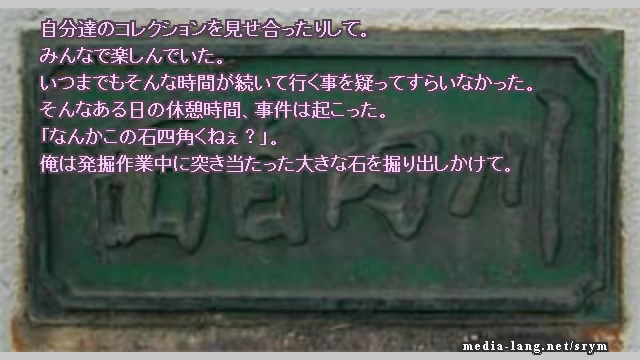 自分達のコレクションを見せ合ったりして。
みんなで楽しんでいた。
いつまでもそんな時間が続いて行く事を疑ってすらいなかった。
そんなある日の休憩時間、事件は起こった。
「なんかこの石四角くねぇ？」。
俺は発掘作業中に突き当たった大きな石を掘り出しかけて。
media-lang.net/srym